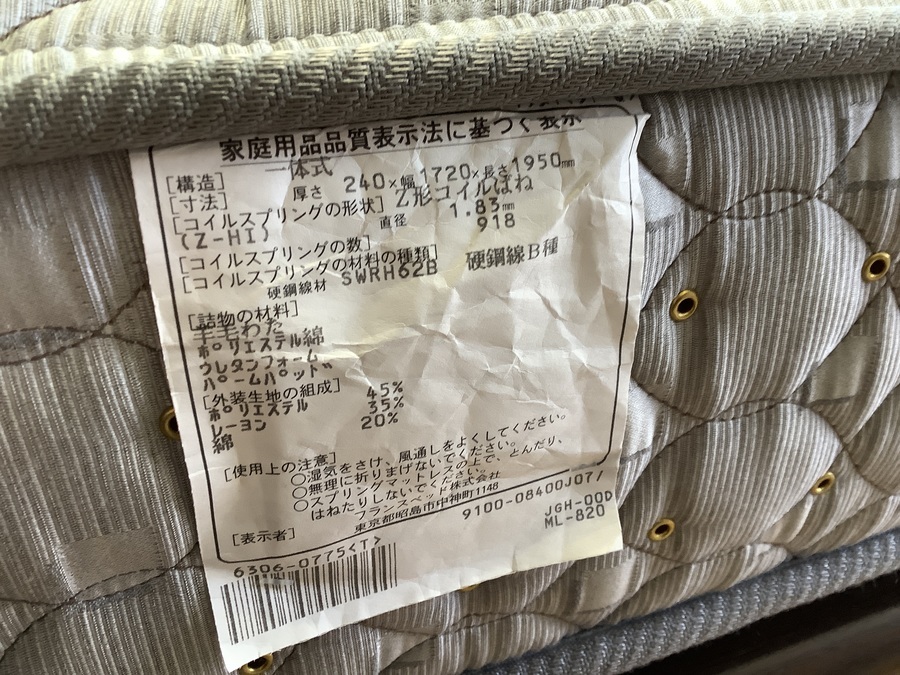 家庭用品品質表示法に基づく表示
[構造] 一体式
[寸法] 厚さ 240×幅1720×長さ1950mm
[コイルスプリングの形状] Z形コイルばね
(Z-HI) 直径 1.83mm
[コイルスプリングの数] 918
[コイルスプリングの材料の種類] 硬鋼線B種
硬鋼線材 SWRH62B
[詰物の材料]
羊毛わた
ポリエステル綿
ウレタンフォーム
パームパッド
[外装生地の組成]
ポリエステル 45%
レーヨン 35%
綿 20%
[使用上の注意]
○湿気をさけ、風通しをよくしてください。
○無理に折りまげないでください。
○スプリングマットレスの上で、とんだり、
はねたりしないでください。
[表示者] フランスベッド株式会社
東京都昭島市中神町1148
9100-08400J07/
6306-0775<T>
JGH-00D
ML-820